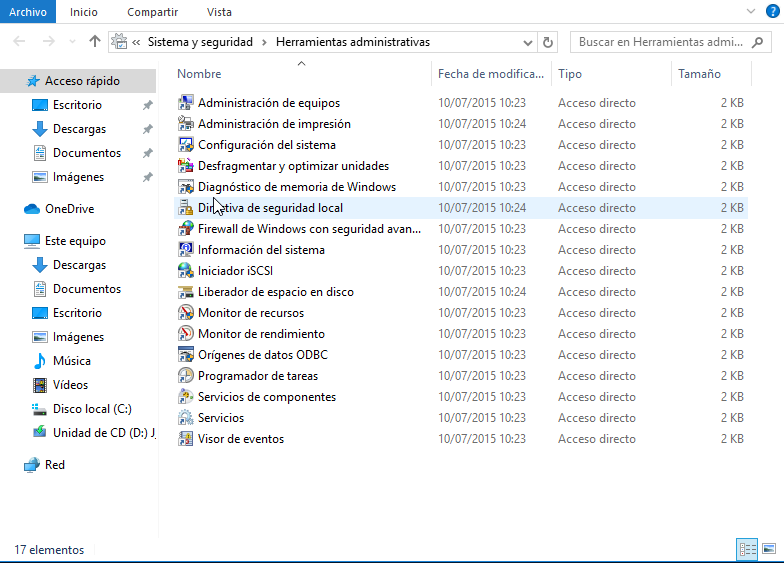 Archivo Inicio Compartir Vista
« Sistema y seguridad > Herramientas administrativas Buscar en Herramientas admi...
Nombre Fecha de modifica... Tipo Tamaño
Acceso rápido
Escritorio
Descargas
Documentos
Imágenes
OneDrive
Este equipo
Descargas
Documentos
Escritorio
Imágenes
Música
Vídeos
Disco local (C:)
Unidad de CD (D:) J
Red
Administración de equipos 10/07/2015 10:23 Acceso directo 2 KB
Administración de impresión 10/07/2015 10:24 Acceso directo 2 KB
Configuración del sistema 10/07/2015 10:23 Acceso directo 2 KB
Desfragmentar y optimizar unidades 10/07/2015 10:23 Acceso directo 2 KB
Diagnóstico de memoria de Windows 10/07/2015 10:23 Acceso directo 2 KB
Directiva de seguridad local 10/07/2015 10:24 Acceso directo 2 KB
Firewall de Windows con seguridad avan... 10/07/2015 10:23 Acceso directo 2 KB
Información del sistema 10/07/2015 10:23 Acceso directo 2 KB
Iniciador iSCSI 10/07/2015 10:23 Acceso directo 2 KB
Liberador de espacio en disco 10/07/2015 10:24 Acceso directo 2 KB
Monitor de recursos 10/07/2015 10:23 Acceso directo 2 KB
Monitor de rendimiento 10/07/2015 10:23 Acceso directo 2 KB
Orígenes de datos ODBC 10/07/2015 10:23 Acceso directo 2 KB
Programador de tareas 10/07/2015 10:23 Acceso directo 2 KB
Servicios de componentes 10/07/2015 10:23 Acceso directo 2 KB
Servicios 10/07/2015 10:23 Acceso directo 2 KB
Visor de eventos 10/07/2015 10:23 Acceso directo 2 KB
17 elementos